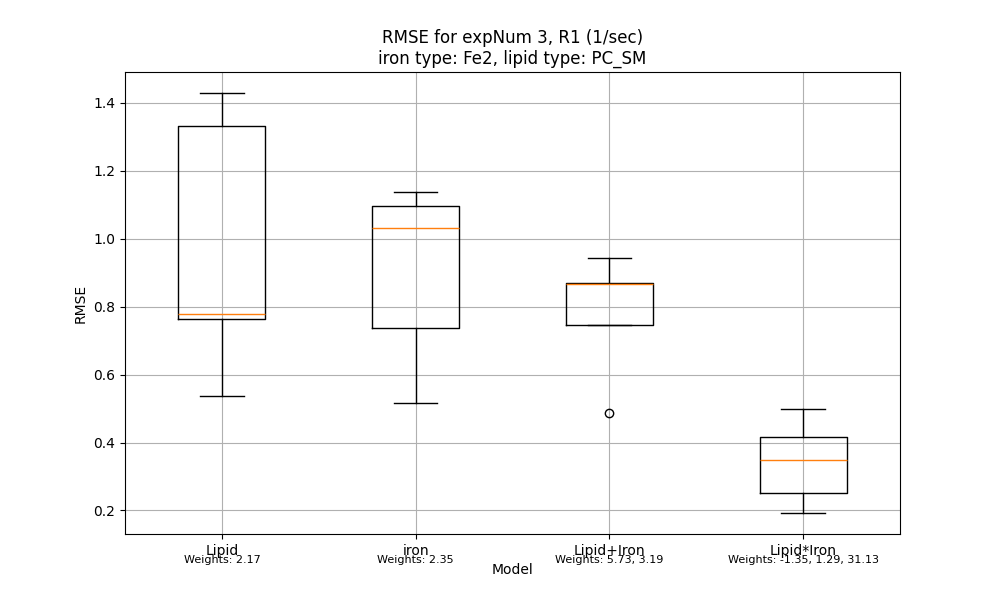 RMSE for expNum 3, R1 (1/sec)
iron type: Fe2, lipid type: PC_SM
1.4
1.2
1.0
0.8
0.6
0.4
0.2
RMSE
Lipid
iron
Lipid+Iron
Lipid*Iron
Weights: 2.17
Weights: 2.35
Weights: 5.73, 3.19
Weights: -1.35, 1.29, 31.13
Model